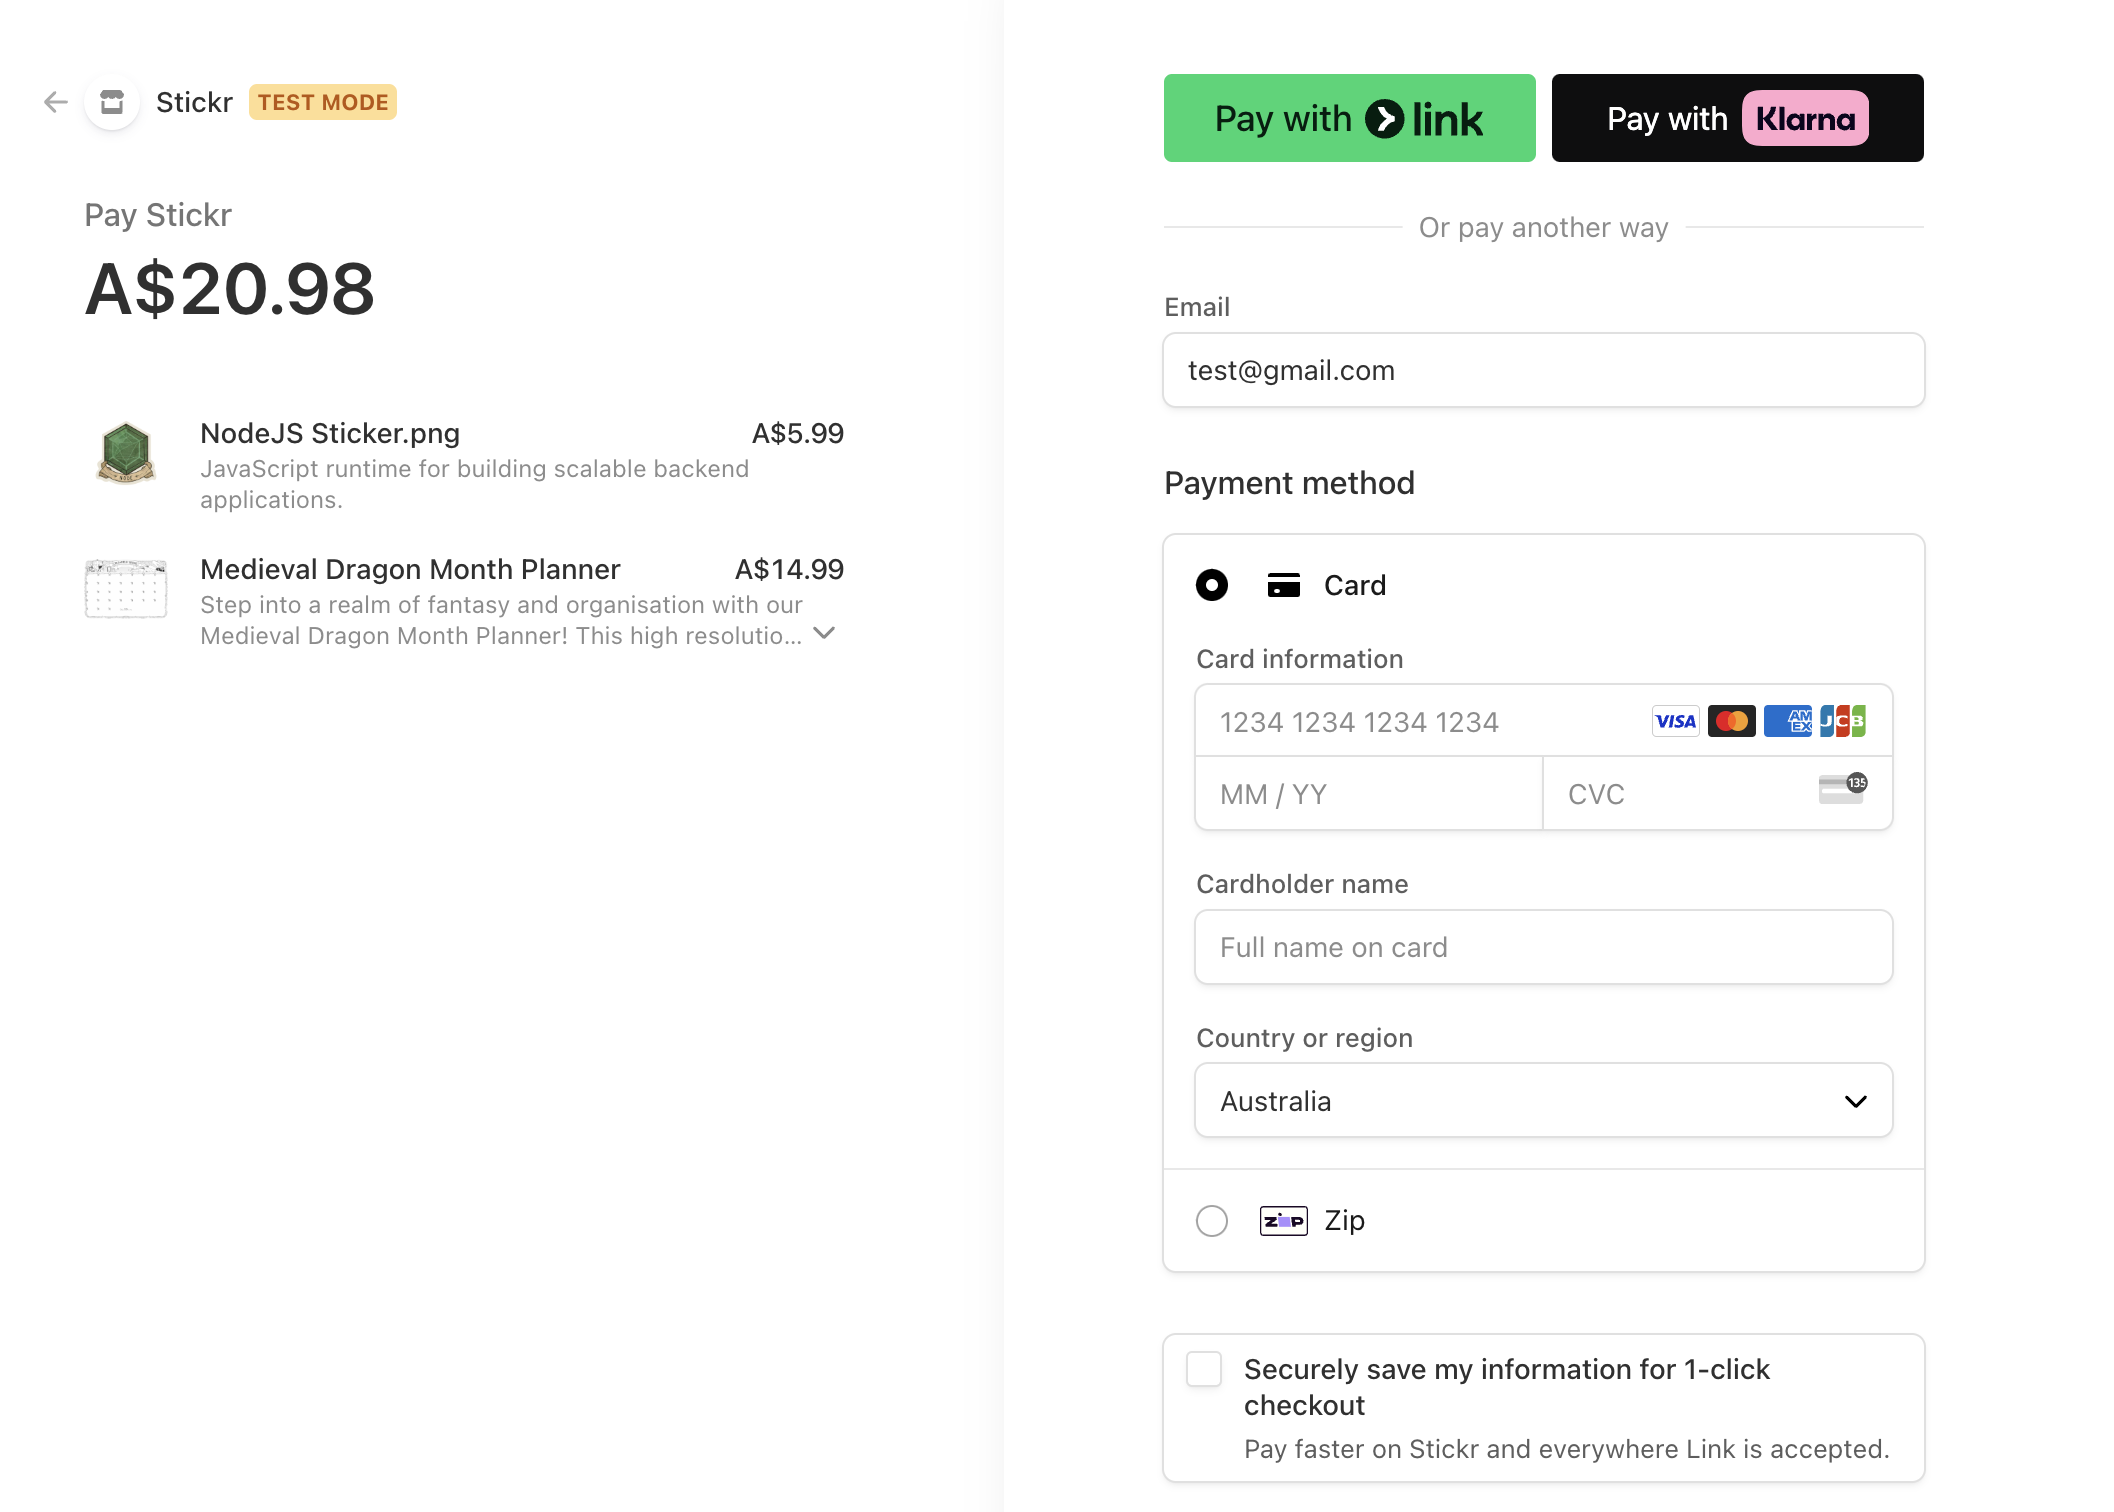 Stickr TEST MODE
Pay Stickr
A$20.98
NodeJS Sticker.png A$5.99
JavaScript runtime for building scalable backend
applications.
Medieval Dragon Month Planner A$14.99
Step into a realm of fantasy and organisation with our
Medieval Dragon Month Planner! This high resolutio...
Pay with link
Pay with Klarna
Or pay another way
Email
test@gmail.com
Payment method
Card
Card information
1234 1234 1234 1234 VISA AM EX JCB
MM / YY CVC 135
Cardholder name
Full name on card
Country or region
Australia
ZIP Zip
Securely save my information for 1-click
checkout
Pay faster on Stickr and everywhere Link is accepted.